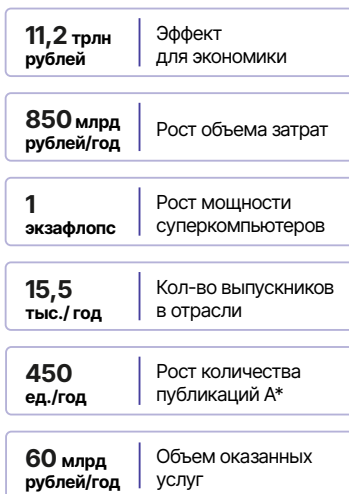 11,2 трлн
рублей
Эффект
для экономики
850 млрд
рублей/год
Рост объема затрат
1
экзафлопс
Рост мощности
суперкомпьютеров
15,5
тыс./ год
Кол-во выпускников
в отрасли
450
ед./год
Рост количества
публикаций А*
60 млрд
рублей/год
Объем оказанных
услуг